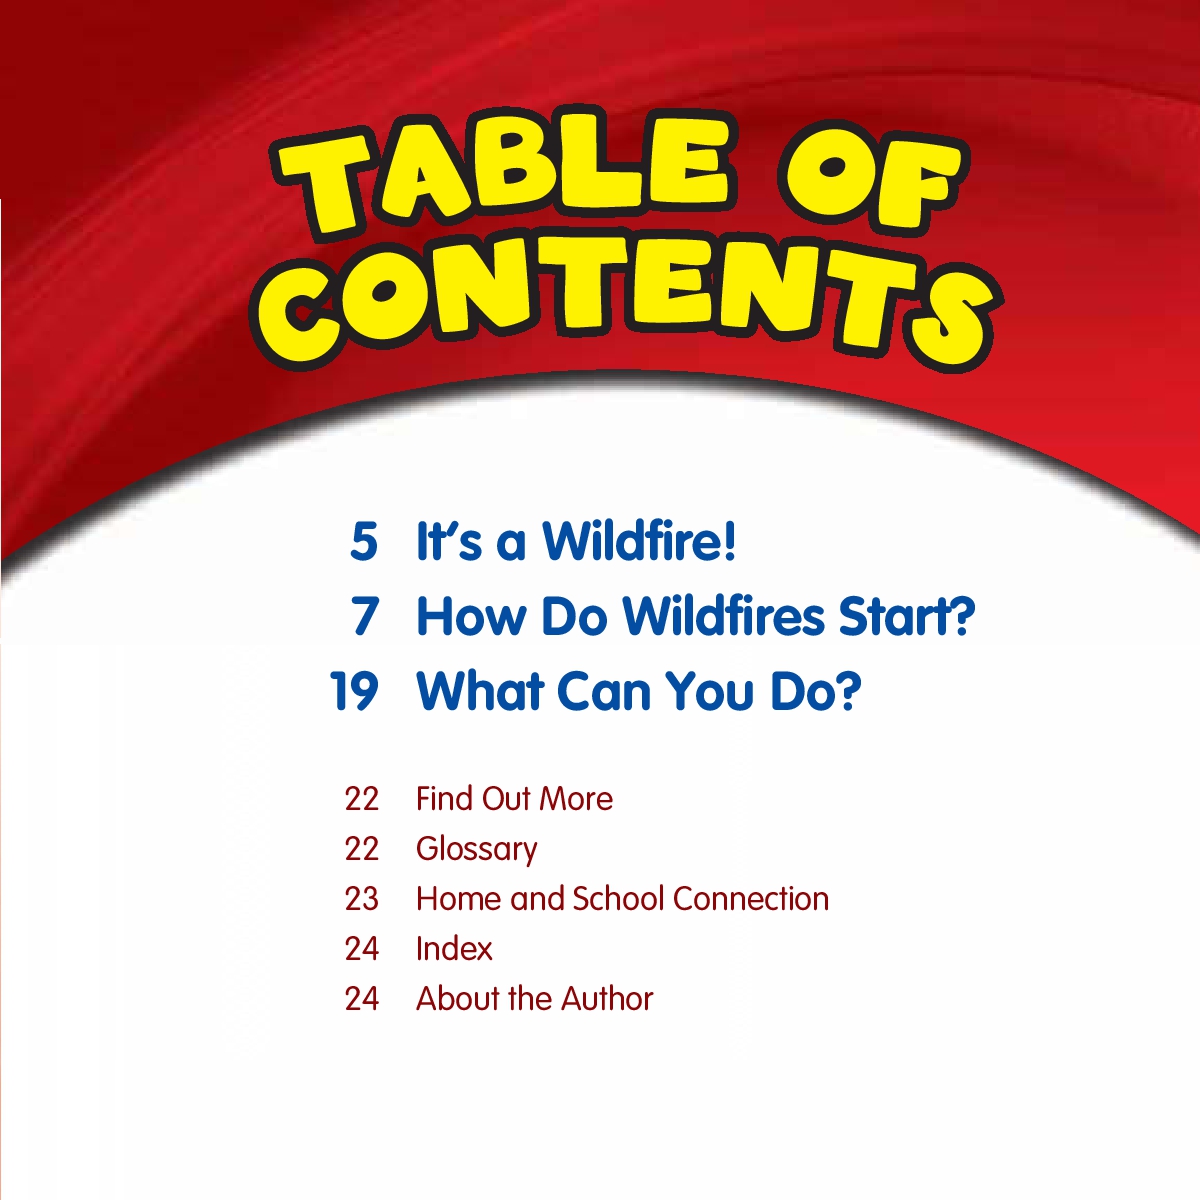 TABLE OF
CONTENTS
5 It's a Wildfire!
7 How Do Wildfires Start?
19 What Can You Do?
22 Find Out More
22 Glossary
23 Home and School Connection
24 Index
24 About the Author